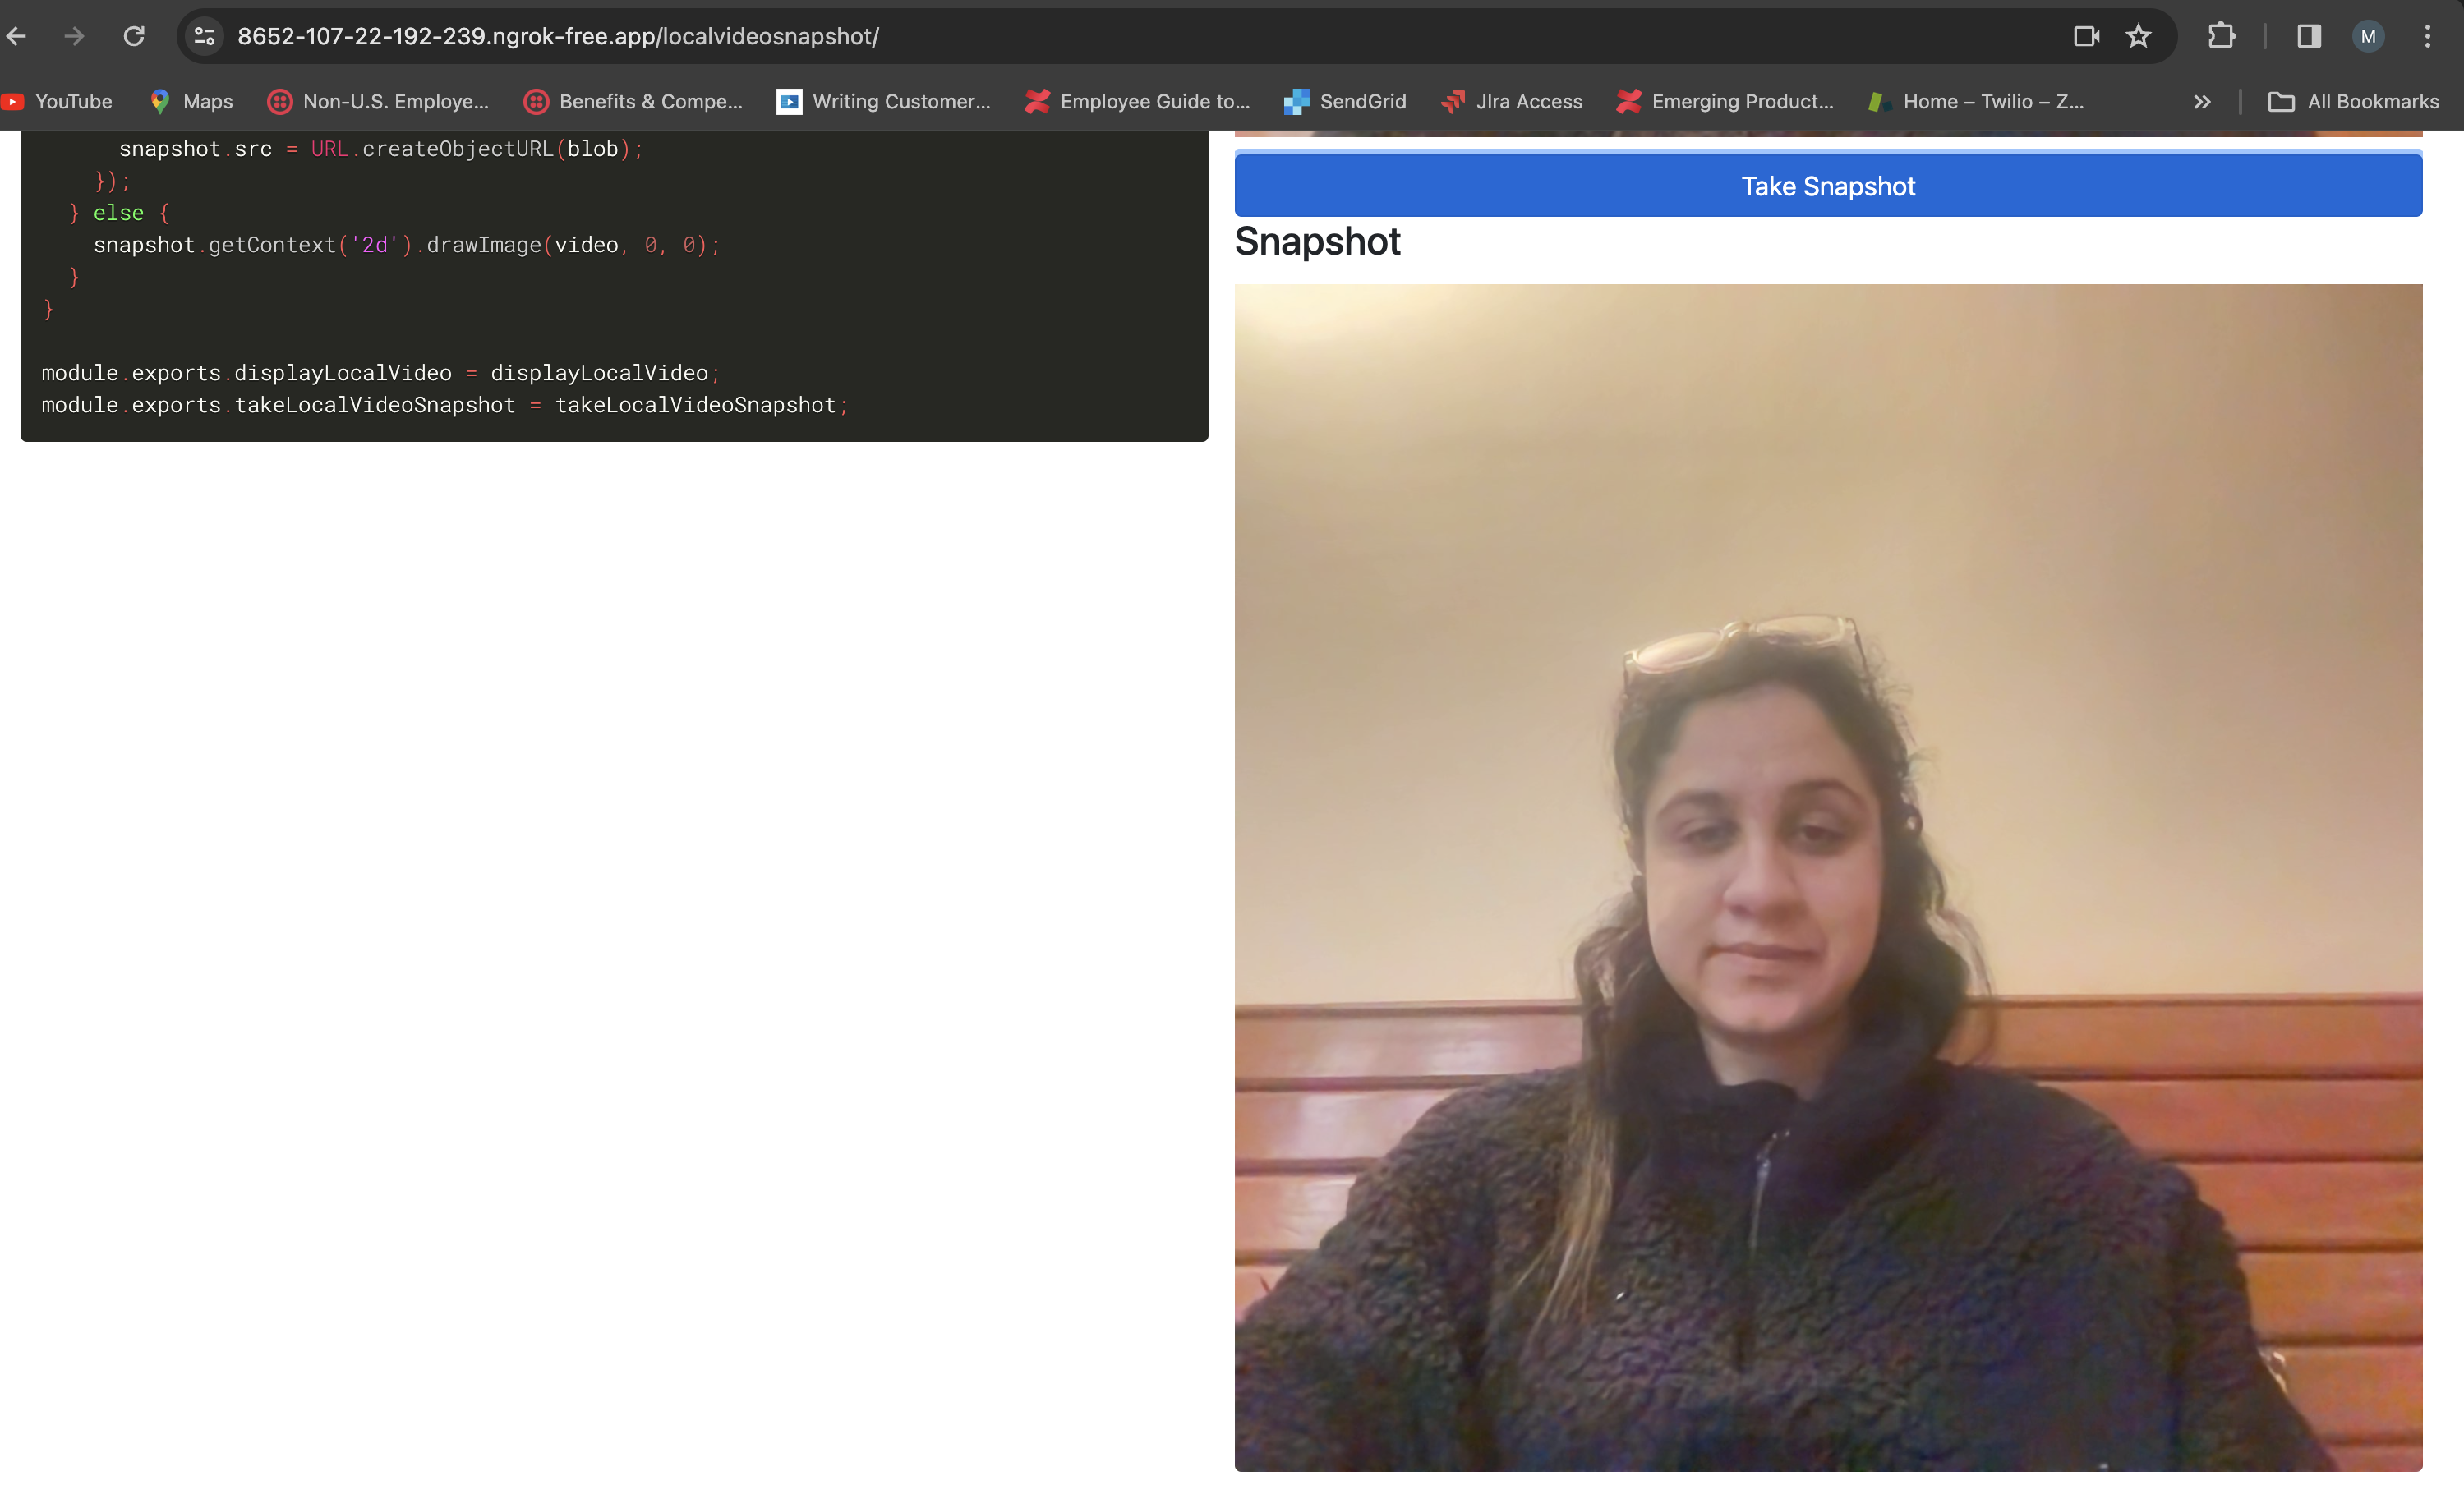 8652-107-22-192-239.ngrok-free.app/localvideosnapshot/
M
YouTube Maps Non-U.S. Employe... Benefits & Compe... Writing Customer... Employee Guide to... SendGrid JIra Access Emerging Product... Home – Twilio – Z... » All Bookmarks
snapshot.src = URL.createObjectURL(blob);
});
} else {
snapshot.getContext('2d').drawImage(video, 0, 0);
}
}
module.exports.displayLocalVideo = displayLocalVideo;
module.exports.takeLocalVideoSnapshot = takeLocalVideoSnapshot;
Take Snapshot
Snapshot